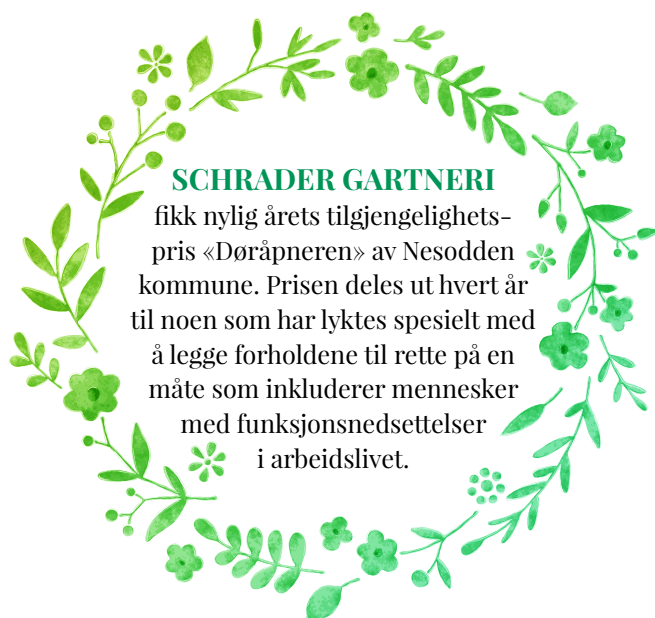 SCHRADER GARTNERI
fikk nylig årets tilgjengelighets-
pris «Døråpneren» av Nesodden
kommune. Prisen deles ut hvert år
til noen som har lyktes spesielt med
å legge forholdene til rette på en
måte som inkluderer mennesker
med funksjonsnedsettelser
i arbeidslivet.